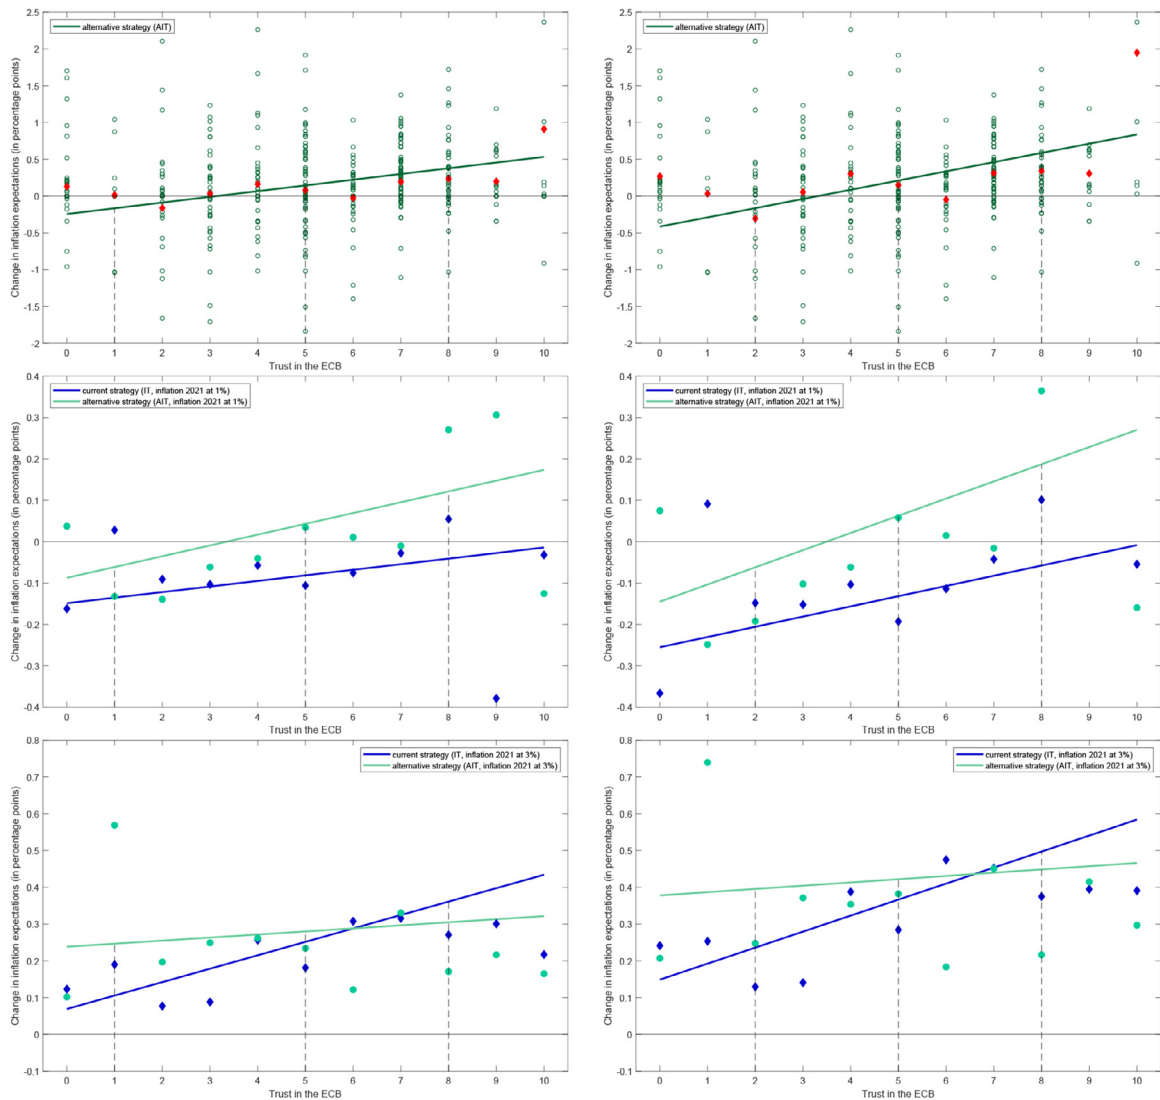 alternative strategy (AIT)
Change in inflation expectations (in percentage points)
2.5
2
1.5
1
0.5
0
-0.5
-1
-1.5
-2
0 1 2 3 4 5 6 7 8 9 10
Trust in the ECB
alternative strategy (AIT)
Change in inflation expectations (in percentage points)
2.5
2
1.5
1
0.5
0
-0.5
-1
-1.5
-2
0 1 2 3 4 5 6 7 8 9 10
Trust in the ECB
current strategy (IT, inflation 2021 at 1%)
alternative strategy (AIT, inflation 2021 at 1%)
Change in inflation expectations (in percentage points)
0.4
0.3
0.2
0.1
0
-0.1
-0.2
-0.3
-0.4
0 1 2 3 4 5 6 7 8 9 10
Trust in the ECB
current strategy (IT, inflation 2021 at 1%)
alternative strategy (AIT, inflation 2021 at 1%)
Change in inflation expectations (in percentage points)
0.4
0.3
0.2
0.1
0
-0.1
-0.2
-0.3
-0.4
0 1 2 3 4 5 6 7 8 9 10
Trust in the ECB
current strategy (IT, inflation 2021 at 3%)
alternative strategy (AIT, inflation 2021 at 3%)
Change in inflation expectations (in percentage points)
0.8
0.7
0.6
0.5
0.4
0.3
0.2
0.1
0
-0.1
0 1 2 3 4 5 6 7 8 9 10
Trust in the ECB
current strategy (IT, inflation 2021 at 3%)
alternative strategy (AIT, inflation 2021 at 3%)
Change in inflation expectations (in percentage points)
0.8
0.7
0.6
0.5
0.4
0.3
0.2
0.1
0
-0.1
0 1 2 3 4 5 6 7 8 9 10
Trust in the ECB